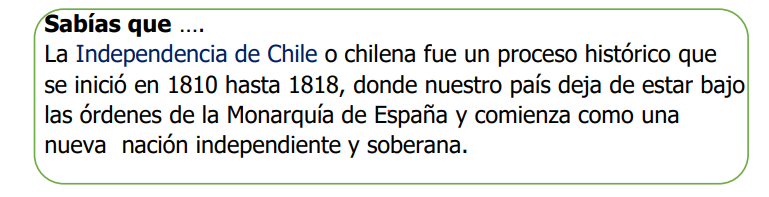 Sabías que ….
La Independencia de Chile o chilena fue un proceso histórico que
se inició en 1810 hasta 1818, donde nuestro país deja de estar bajo
las órdenes de la Monarquía de España y comienza como una
nueva  nación independiente y soberana.